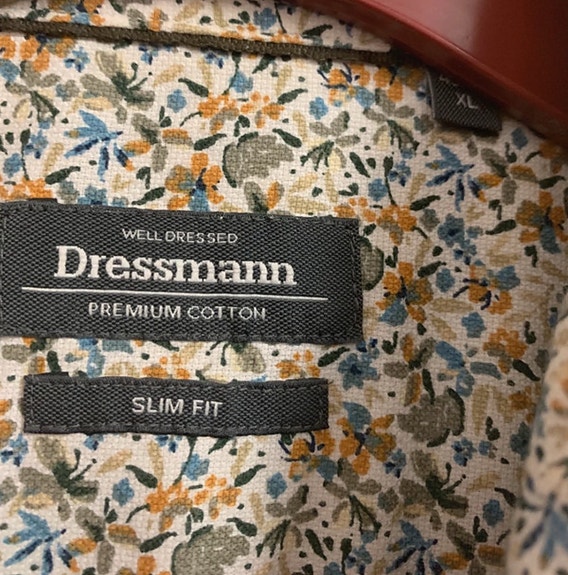 XL
WELL DRESSED
Dressmann
PREMIUM COTTON
SLIM FIT